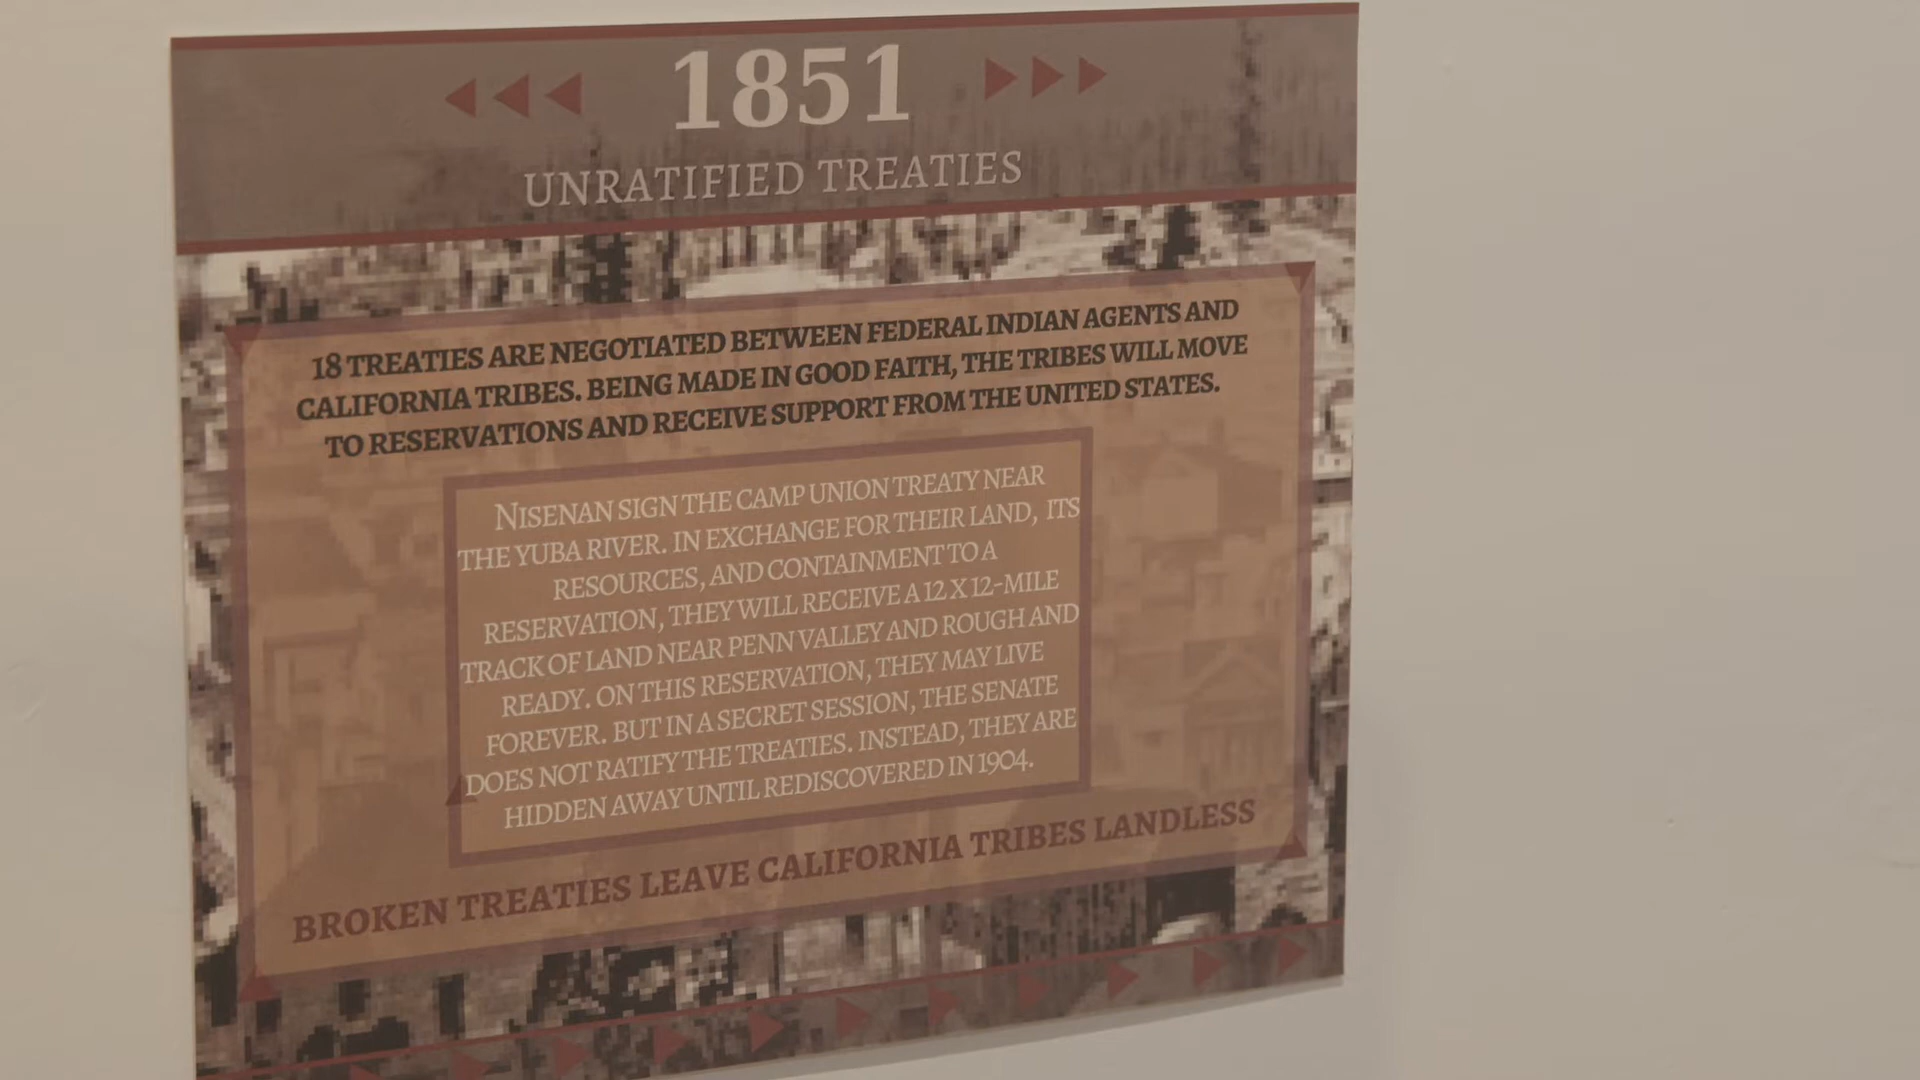 1851
UNRATIFIED TREATIES
18 TREATIES ARE NEGOTIATED BETWEEN FEDERAL INDIAN AGENTS AND
CALIFORNIA TRIBES. BEING MADE IN GOOD FAITH, THE TRIBES WILL MOVE
TO RESERVATIONS AND RECEIVE SUPPORT FROM THE UNITED STATES.
NISENAN SIGN THE CAMP UNION TREATY NEAR
THE YUBA RIVER. IN EXCHANGE FOR THEIR LAND, ITS
RESOURCES, AND CONTAINMENT TO A
RESERVATION, THEY WILL RECEIVE A 12 X 12-MILE
TRACK OF LAND NEAR PENN VALLEY AND ROUGH AND
READY. ON THIS RESERVATION, THEY MAY LIVE
FOREVER. BUT IN A SECRET SESSION, THE SENATE
DOES NOT RATIFY THE TREATIES. INSTEAD, THEY ARE
HIDDEN AWAY UNTIL REDISCOVERED IN 1904.
BROKEN TREATIES LEAVE CALIFORNIA TRIBES LANDLESS